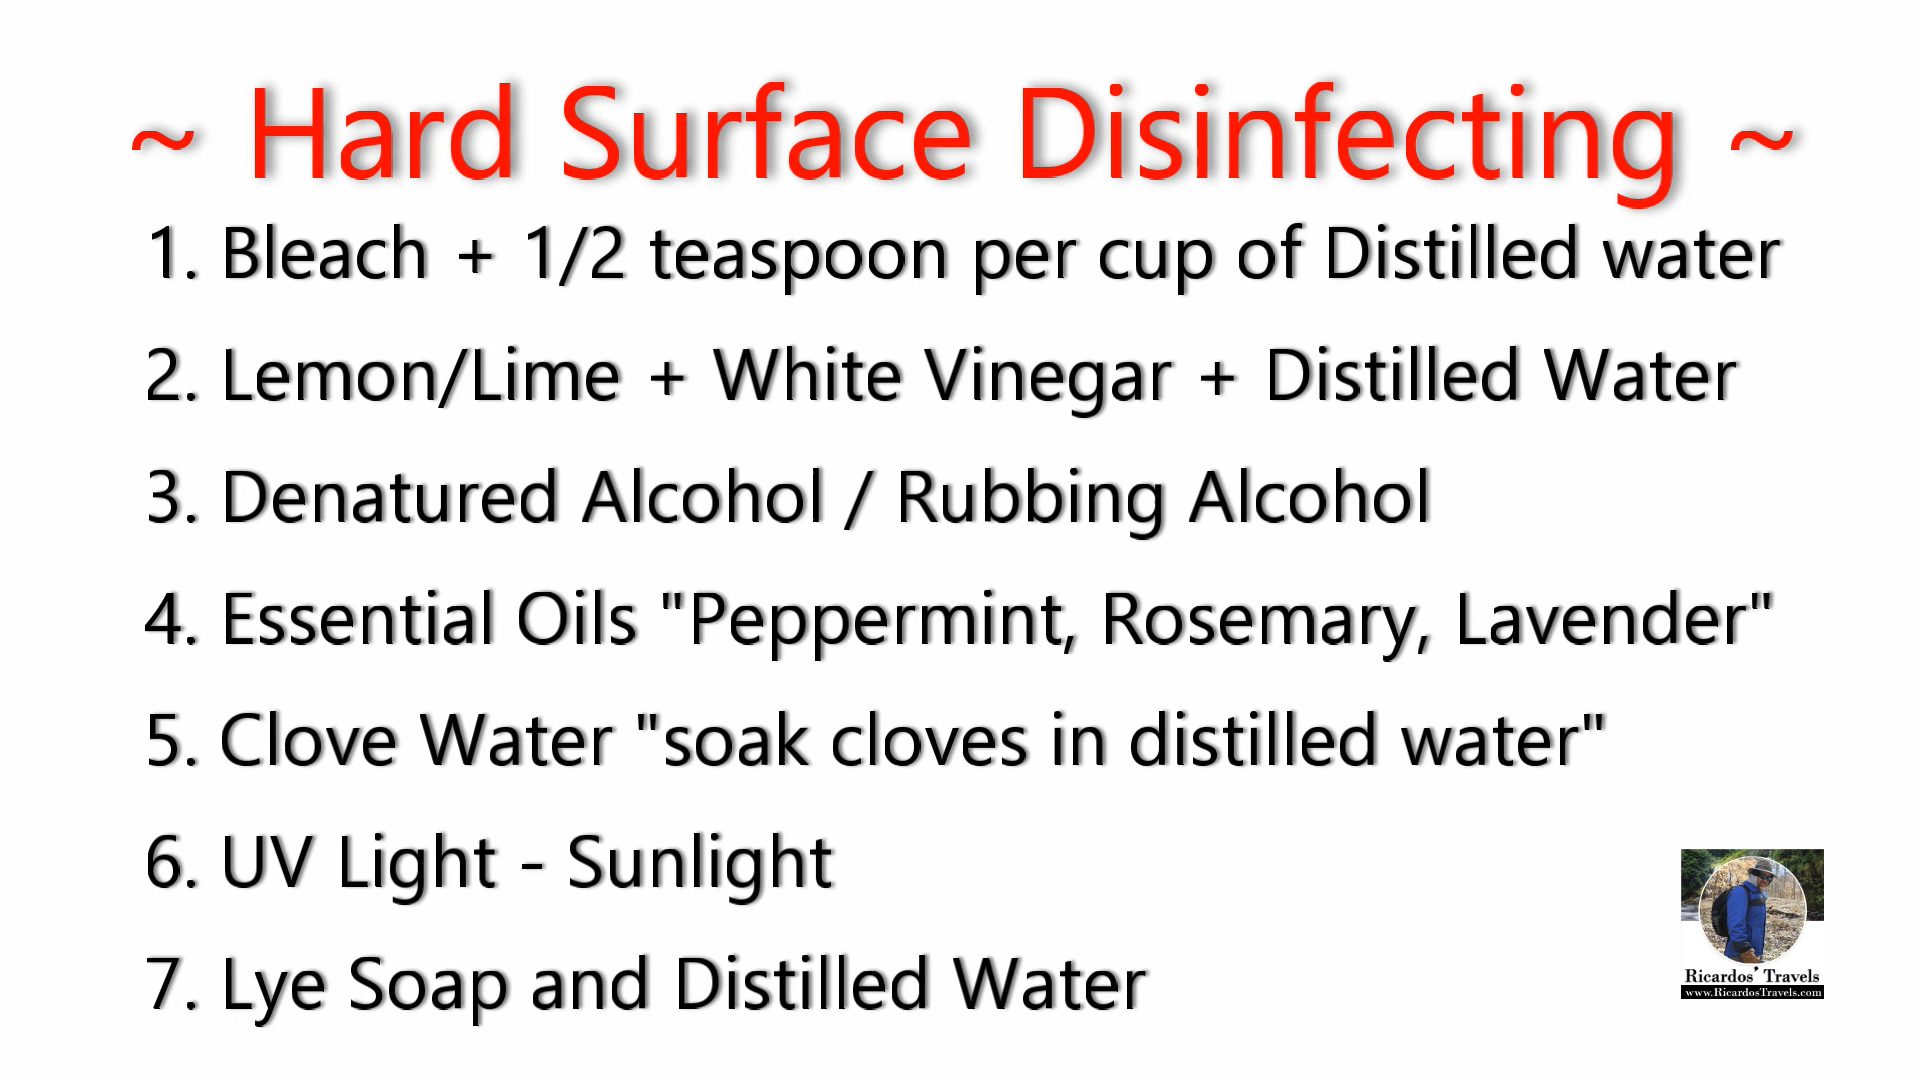 ~ Hard Surface Disinfecting ~
1. Bleach + 1/2 teaspoon per cup of Distilled water
2. Lemon/Lime + White Vinegar + Distilled Water
3. Denatured Alcohol / Rubbing Alcohol
4. Essential Oils "Peppermint, Rosemary, Lavender"
5. Clove Water "soak cloves in distilled water"
6. UV Light - Sunlight
7. Lye Soap and Distilled Water
Ricardos' Travels
www.RicardosTravels.com